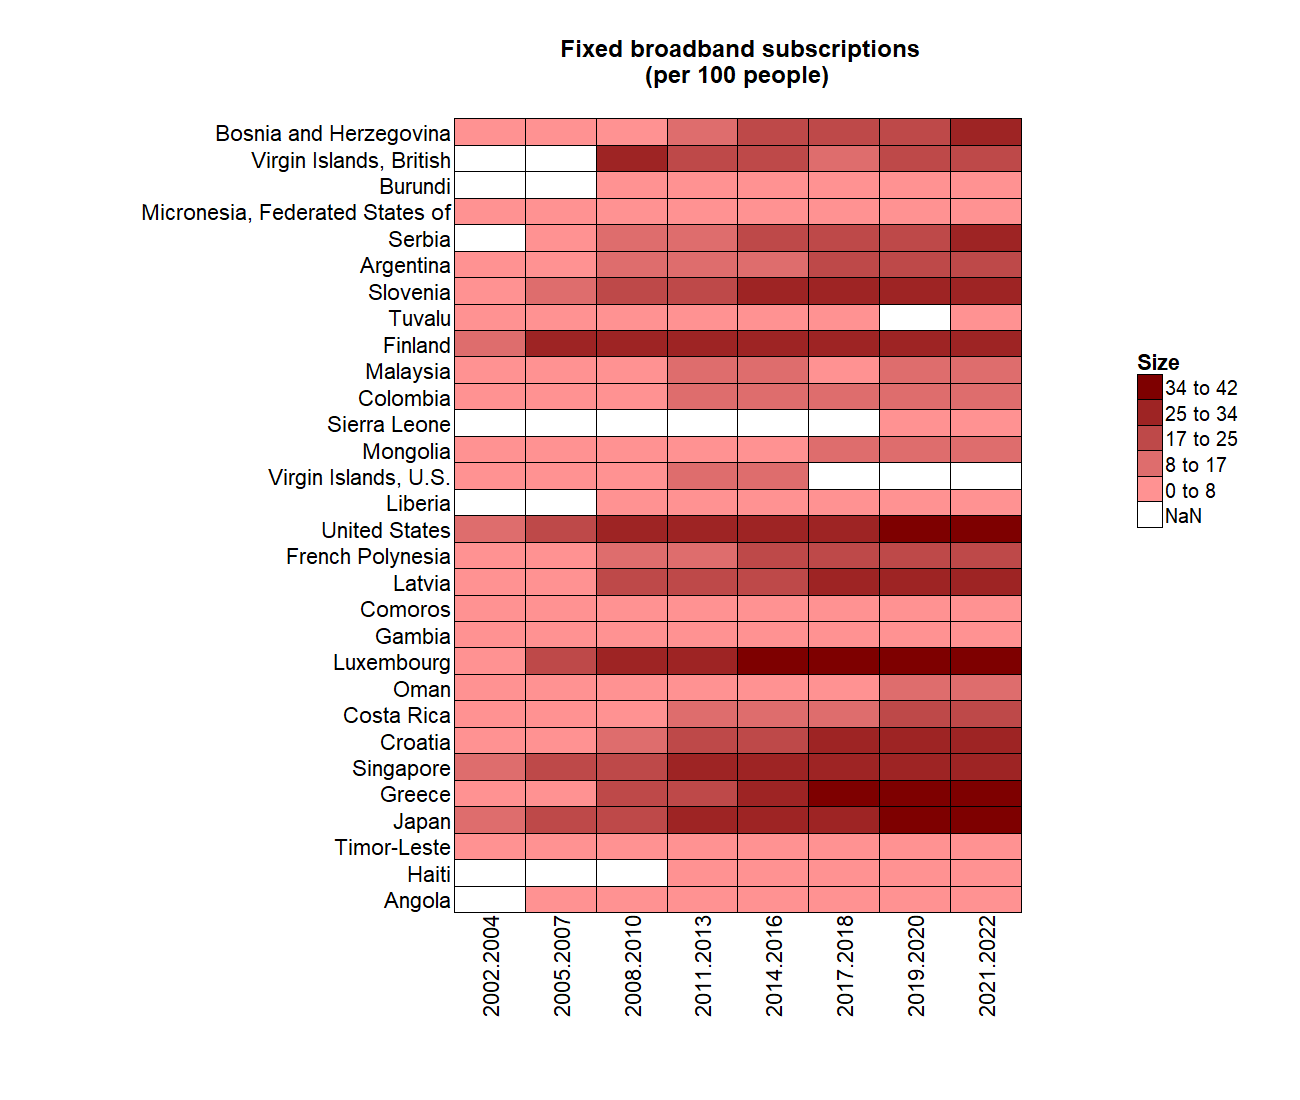 Fixed broadband subscriptions
(per 100 people)
Bosnia and Herzegovina
Virgin Islands, British
Burundi
Micronesia, Federated States of
Serbia
Argentina
Slovenia
Tuvalu
Finland
Malaysia
Colombia
Sierra Leone
Mongolia
Virgin Islands, U.S.
Liberia
United States
French Polynesia
Latvia
Comoros
Gambia
Luxembourg
Oman
Costa Rica
Croatia
Singapore
Greece
Japan
Timor-Leste
Haiti
Angola
2002.2004
2005.2007
2008.2010
2011.2013
2014.2016
2017.2018
2019.2020
2021.2022
Size
34 to 42
25 to 34
17 to 25
8 to 17
0 to 8
NaN